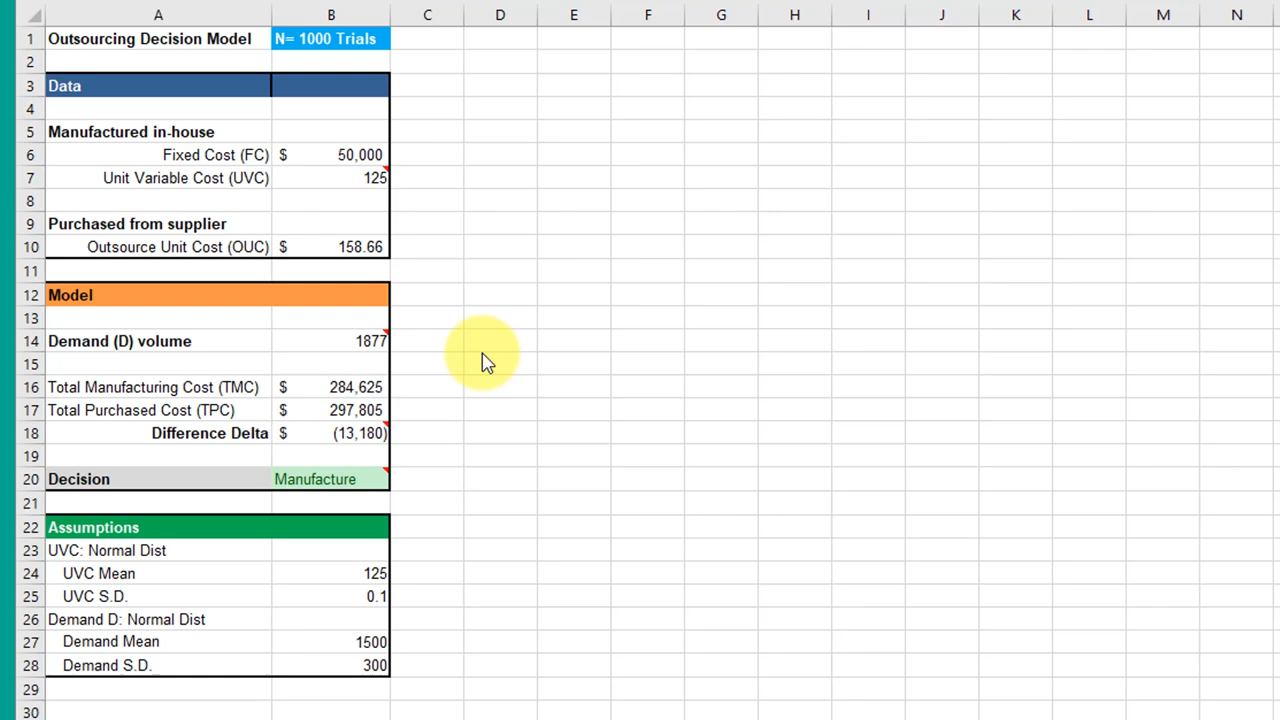 A B C D E F G H I J K L M N
1 Outsourcing Decision Model N= 1000 Trials
2
3 Data
4
5 Manufactured in-house
6 Fixed Cost (FC) $ 50,000
7 Unit Variable Cost (UVC) 125
8
9 Purchased from supplier
10 Outsource Unit Cost (OUC) $ 158.66
11
12 Model
13
14 Demand (D) volume 1877
15
16 Total Manufacturing Cost (TMC) $ 284,625
17 Total Purchased Cost (TPC) $ 297,805
18 Difference Delta $ (13,180)
19
20 Decision Manufacture
21
22 Assumptions
23 UVC: Normal Dist
24 UVC Mean 125
25 UVC S.D. 0.1
26 Demand D: Normal Dist
27 Demand Mean 1500
28 Demand S.D. 300
29
30